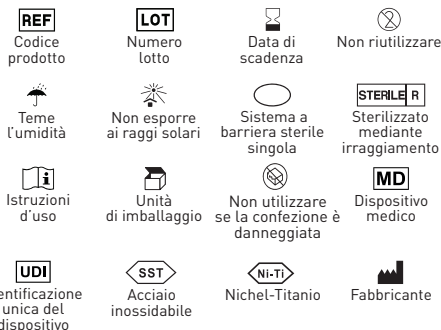 REF
Codice
prodotto
LOT
Numero
lotto
Data di
scadenza
2
Non riutilizzare
Teme
l'umidità
Non esporre
ai raggi solari
Sistema a
barriera sterile
singola
STERILE R
Sterilizzato
mediante
irraggiamento
i
Istruzioni
d'uso
Unità
di imballaggio
Non utilizzare
se la confezione è
danneggiata
MD
Dispositivo
medico
UDI
entificazione
unica del
dispositivo
SST
Acciaio
inossidabile
Ni-Ti
Nichel-Titanio
Fabbricante